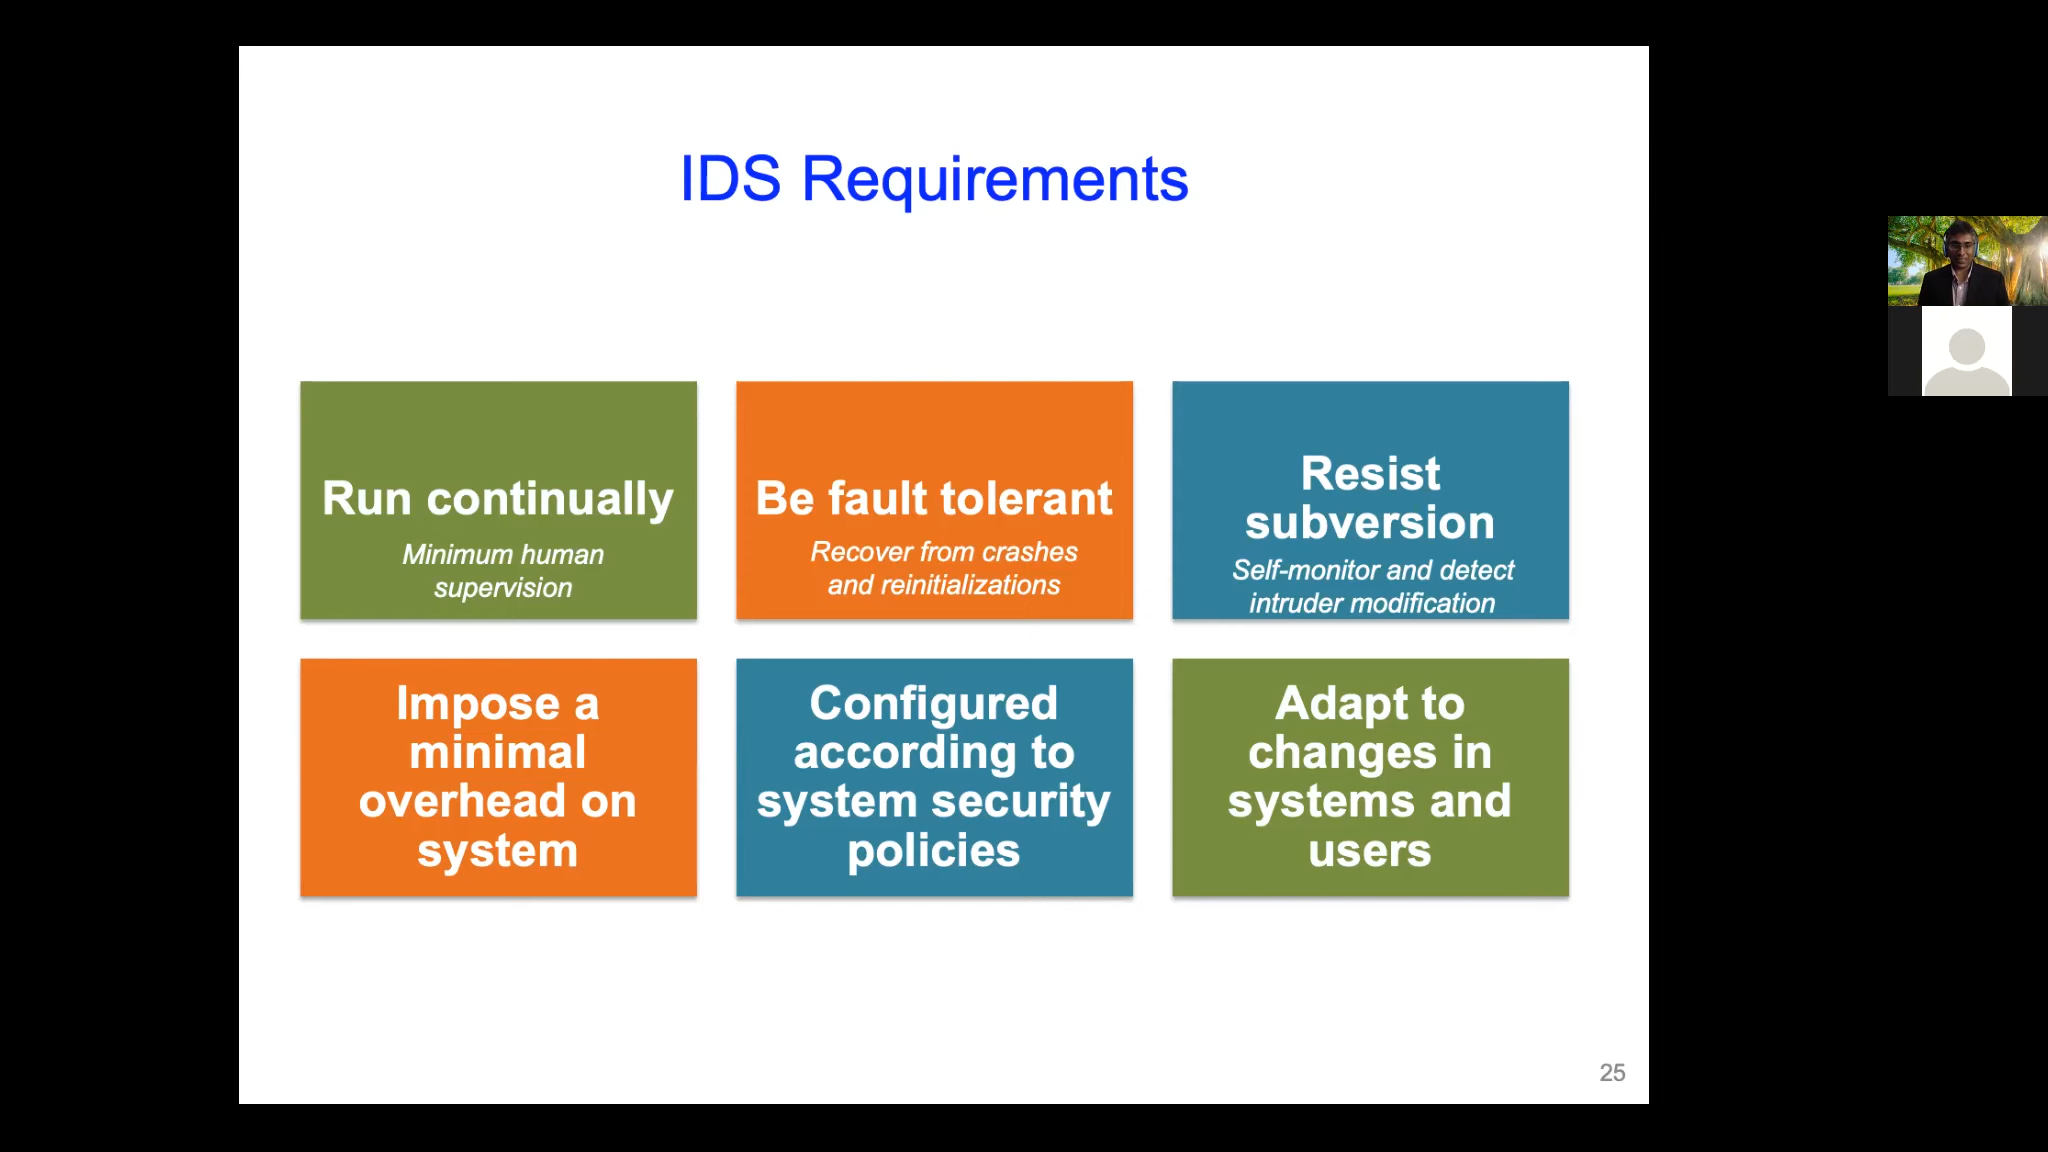 IDS Requirements
Run continually
Minimum human
supervision
Be fault tolerant
Recover from crashes
and reinitializations
Resist
subversion
Self-monitor and detect
intruder modification
Impose a
minimal
overhead on
system
Configured
according to
system security
policies
Adapt to
changes in
systems and
users
25